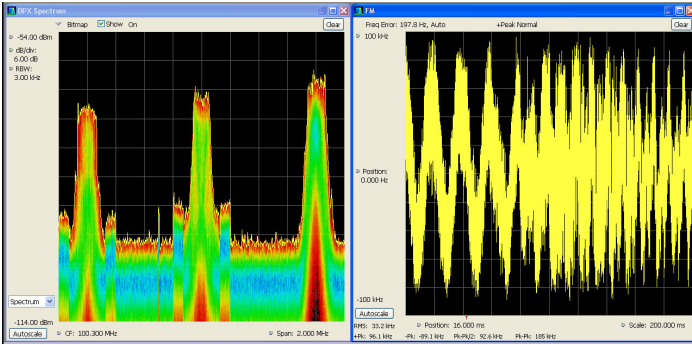 DPX Spectrum
Bitmap Show On Clear
-54.00 dBm
dB/div:
6.00 dB
RBW:
3.00 kHz
Spectrum
-114.00 dBm
Autoscale CF: 100.300 MHz Span: 2.000 MHz
FM
Freq Error: 197.8 Hz, Auto +Peak Normal Clear
100 kHz
Position:
0.000 Hz
-100 kHz
Autoscale Position: 16.000 ms Scale: 200.000 ms
RMS: 33.2 kHz
+Pk: 96.1 kHz -Pk: -89.1 kHz Pk-Pk/2: 92.6 kHz Pk-Pk: 185 kHz